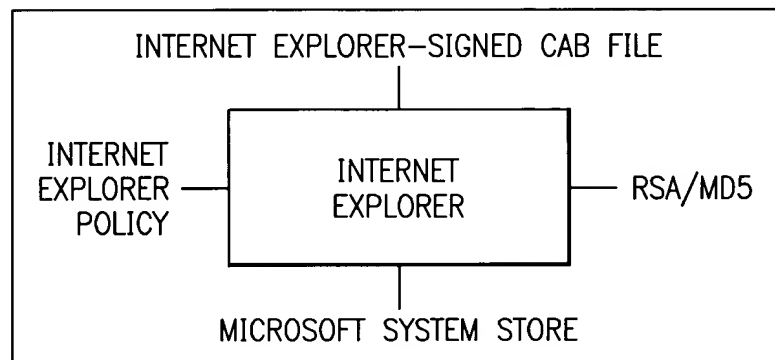 INTERNET EXPLORER-SIGNED CAB FILE
INTERNET
EXPLORER
POLICY
INTERNET
EXPLORER
RSA/MD5
MICROSOFT SYSTEM STORE